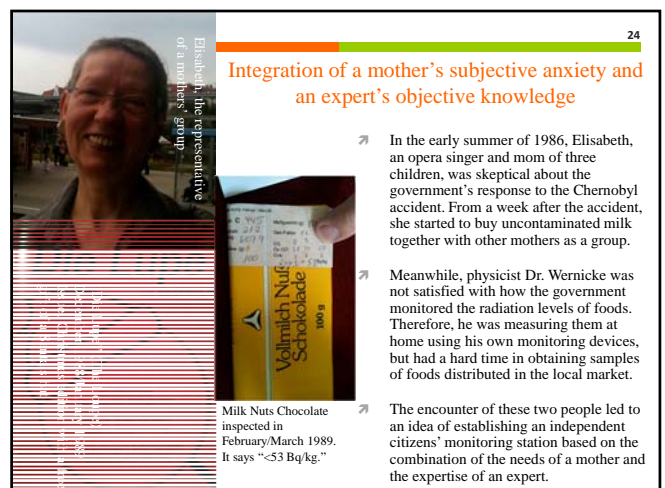 24
Integration of a mother's subjective anxiety and
an expert's objective knowledge
Elisabeth, the representative
of a mothers' group
In the early summer of 1986, Elisabeth,
an opera singer and mom of three
children, was skeptical about the
government's response to the Chernobyl
accident. From a week after the accident,
she started to buy uncontaminated milk
together with other mothers as a group.
Meanwhile, physicist Dr. Wernicke was
not satisfied with how the government
monitored the radiation levels of foods.
Therefore, he was measuring them at
home using his own monitoring devices,
but had a hard time in obtaining samples
of foods distributed in the local market.
The encounter of these two people led to
an idea of establishing an independent
citizens' monitoring station based on the
combination of the needs of a mother and
the expertise of an expert.
Vollmilch Nuß
Schokolade
100 g
Milk Nuts Chocolate
inspected in
February/March 1989.
It says "<53 Bq/kg."